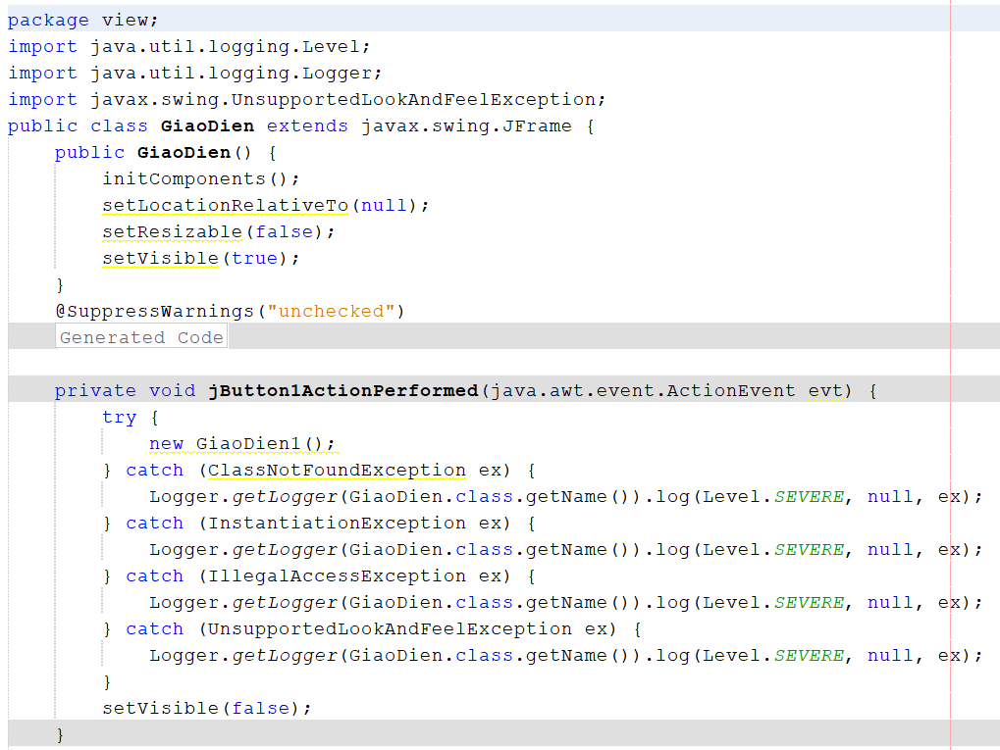 package view;
import java.util.logging.Level;
import java.util.logging.Logger;
import javax.swing.UnsupportedLookAndFeelException;
public class GiaoDien extends javax.swing.JFrame {
    public GiaoDien() {
        initComponents();
        setLocationRelativeTo(null);
        setResizable(false);
        setVisible(true);
    }
    @SuppressWarnings("unchecked")
    Generated Code
    private void jButton1ActionPerformed(java.awt.event.ActionEvent evt) {
        try {
            new GiaoDien1();
        } catch (ClassNotFoundException ex) {
            Logger.getLogger(GiaoDien.class.getName()).log(Level.SEVERE, null, ex);
        } catch (InstantiationException ex) {
            Logger.getLogger(GiaoDien.class.getName()).log(Level.SEVERE, null, ex);
        } catch (IllegalAccessException ex) {
            Logger.getLogger(GiaoDien.class.getName()).log(Level.SEVERE, null, ex);
        } catch (UnsupportedLookAndFeelException ex) {
            Logger.getLogger(GiaoDien.class.getName()).log(Level.SEVERE, null, ex);
        }
        setVisible(false);
    }